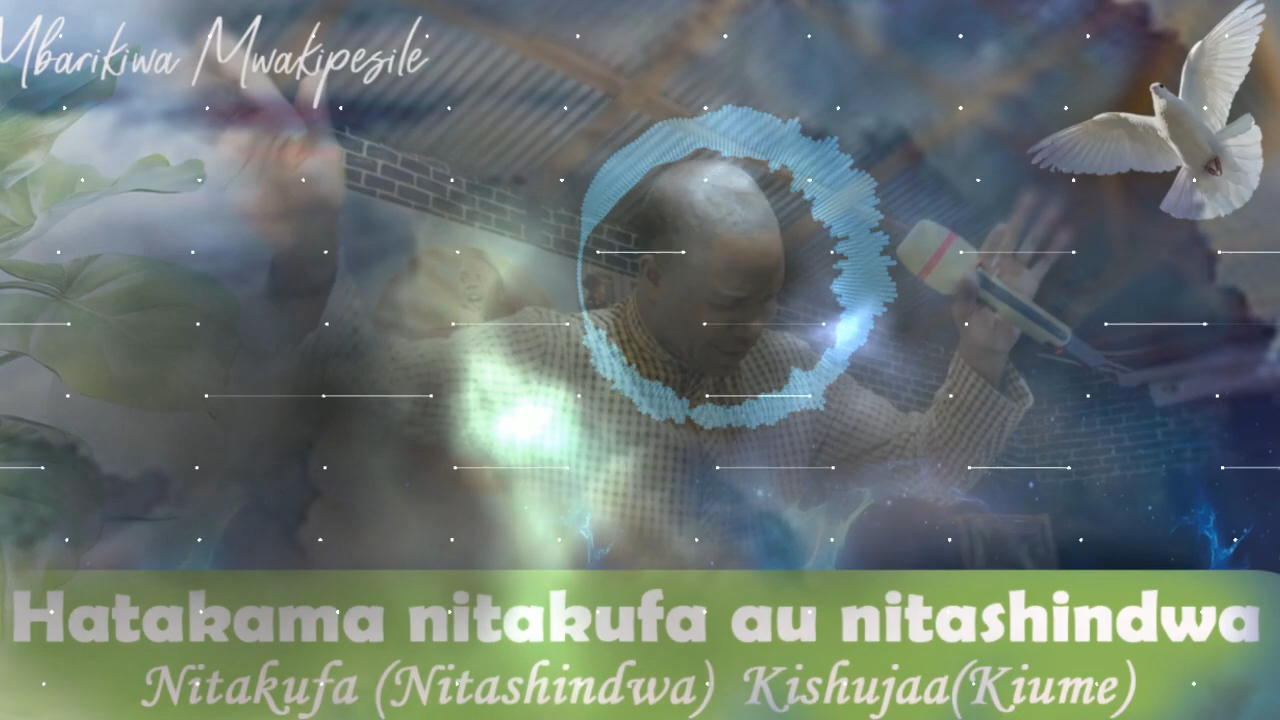 Mbarikiwa Mwakipesile
Hatakama nitakufa au nitashindwa
Nitakufa (Nitashindwa) Kishujaa(Kiume)